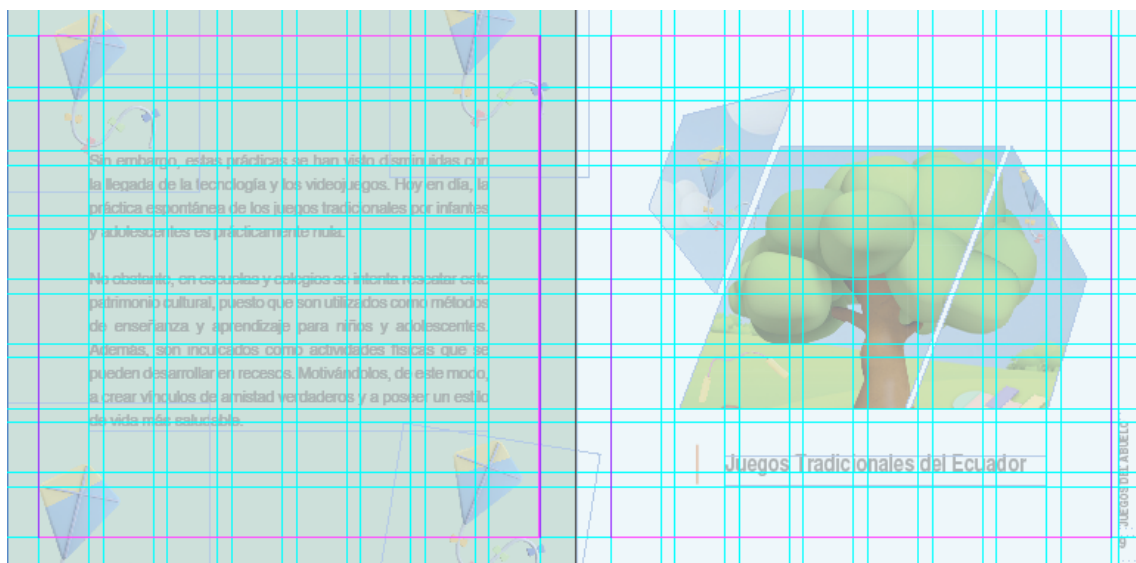 Sin embargo, estas prácticas se han visto disminuidas con
la llegada de la tecnología y los videojuegos. Hoy en día, la
práctica espontánea de los juegos tradicionales por infantes
y adolescentes es prácticamente nula.
No obstante, en escuelas y colegios se intenta rescatar este
patrimonio cultural, puesto que son utilizados como métodos
de enseñanza y aprendizaje para niños y adolescentes.
Además, son inculcados como actividades físicas que se
pueden desarrollar en recesos. Motivándolos, de este modo,
a crear vínculos de amistad verdaderos y a poseer un estilo
de vida más saludable.
Juegos Tradicionales del Ecuador
JUEGOS DEL ABUELO